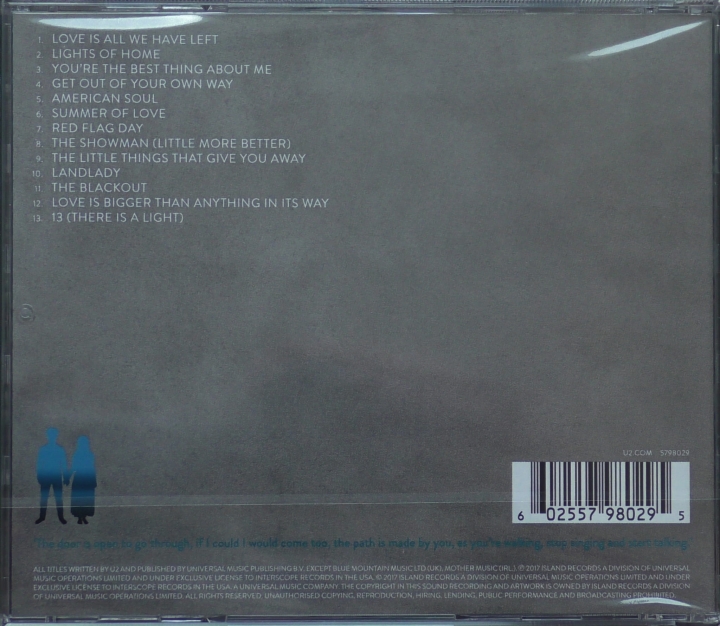 1. LOVE IS ALL WE HAVE LEFT
2. LIGHTS OF HOME
3. YOU'RE THE BEST THING ABOUT ME
4. GET OUT OF YOUR OWN WAY
5. AMERICAN SOUL
6. SUMMER OF LOVE
7. RED FLAG DAY
8. THE SHOWMAN (LITTLE MORE BETTER)
9. THE LITTLE THINGS THAT GIVE YOU AWAY
10. LANDLADY
11. THE BLACKOUT
12. LOVE IS BIGGER THAN ANYTHING IN ITS WAY
13. 13 (THERE IS A LIGHT)
U2.COM 5798029
6 02557 98029 5
The door is open to go through, if I could I would come too, the path is made by you, as you're walking, stop singing and start talking.
ALL TITLES WRITTEN BY U2 AND PUBLISHED BY UNIVERSAL MUSIC PUBLISHING B.V. EXCEPT BLUE MOUNTAIN MUSIC LTD (UK), MOTHER MUSIC (IRL). ℗ 2017 ISLAND RECORDS A DIVISION OF UNIVERSAL
MUSIC OPERATIONS LIMITED AND UNDER EXCLUSIVE LICENSE TO INTERSCOPE RECORDS IN THE USA. © 2017 ISLAND RECORDS A DIVISION OF UNIVERSAL MUSIC OPERATIONS LIMITED AND UNDER
EXCLUSIVE LICENSE TO INTERSCOPE RECORDS IN THE USA. A UNIVERSAL MUSIC COMPANY. THE COPYRIGHT IN THIS SOUND RECORDING AND ARTWORK IS OWNED BY ISLAND RECORDS A DIVISION
OF UNIVERSAL MUSIC OPERATIONS LIMITED. ALL RIGHTS RESERVED. UNAUTHORISED COPYING, REPRODUCTION, HIRING, LENDING, PUBLIC PERFORMANCE AND BROADCASTING PROHIBITED.